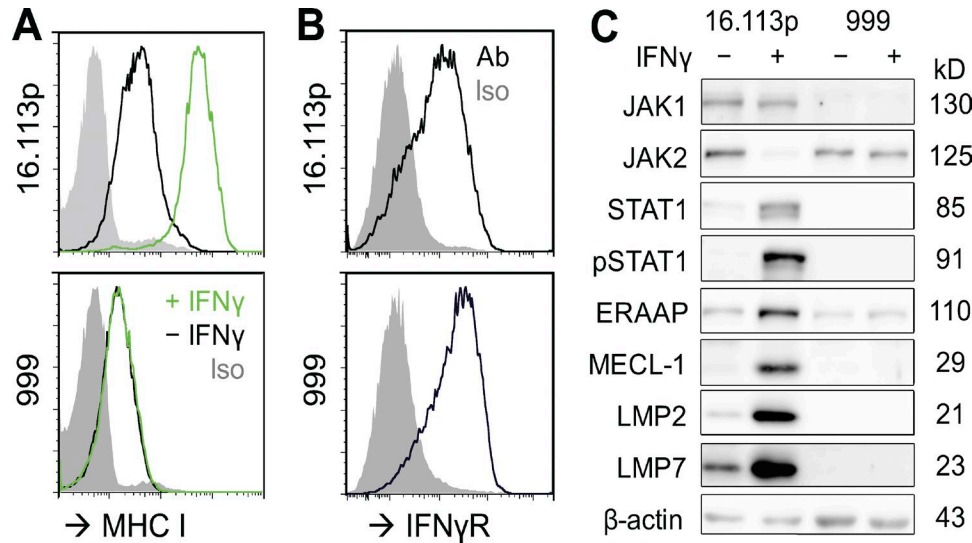 A
16.113p
999
+ IFNγ
– IFNγ
Iso
→ MHC I
B
Ab
Iso
16.113p
999
→ IFNγR
C
16.113p 999
IFNγ – + – + kD
JAK1 130
JAK2 125
STAT1 85
pSTAT1 91
ERAAP 110
MECL-1 29
LMP2 21
LMP7 23
β-actin 43